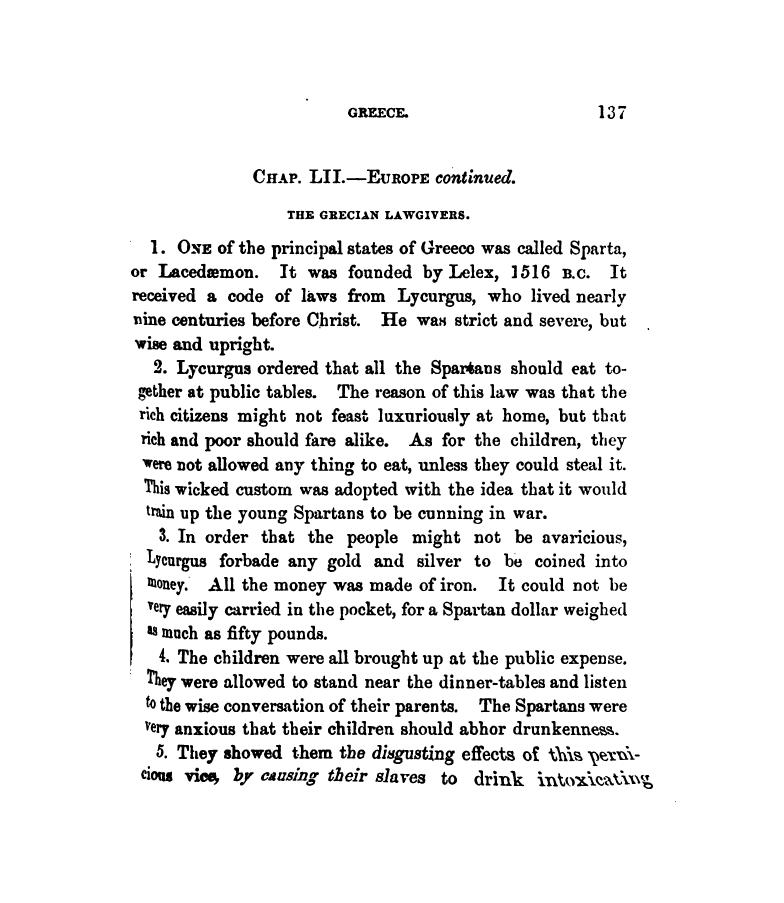 GREECE. 137
CHAP. LII.—EUROPE continued.
THE GRECIAN LAWGIVERS.
1. ONE of the principal states of Greece was called Sparta,
or Lacedæmon. It was founded by Lelex, 1516 B.C. It
received a code of laws from Lycurgus, who lived nearly
nine centuries before Christ. He was strict and severe, but
wise and upright.
2. Lycurgus ordered that all the Spartans should eat to-
gether at public tables. The reason of this law was that the
rich citizens might not feast luxuriously at home, but that
rich and poor should fare alike. As for the children, they
were not allowed any thing to eat, unless they could steal it.
This wicked custom was adopted with the idea that it would
train up the young Spartans to be cunning in war.
3. In order that the people might not be avaricious,
Lycurgus forbade any gold and silver to be coined into
money. All the money was made of iron. It could not be
very easily carried in the pocket, for a Spartan dollar weighed
as much as fifty pounds.
4. The children were all brought up at the public expense.
They were allowed to stand near the dinner-tables and listen
to the wise conversation of their parents. The Spartans were
very anxious that their children should abhor drunkenness.
5. They showed them the disgusting effects of this perni-
cious vice, by causing their slaves to drink intoxicating